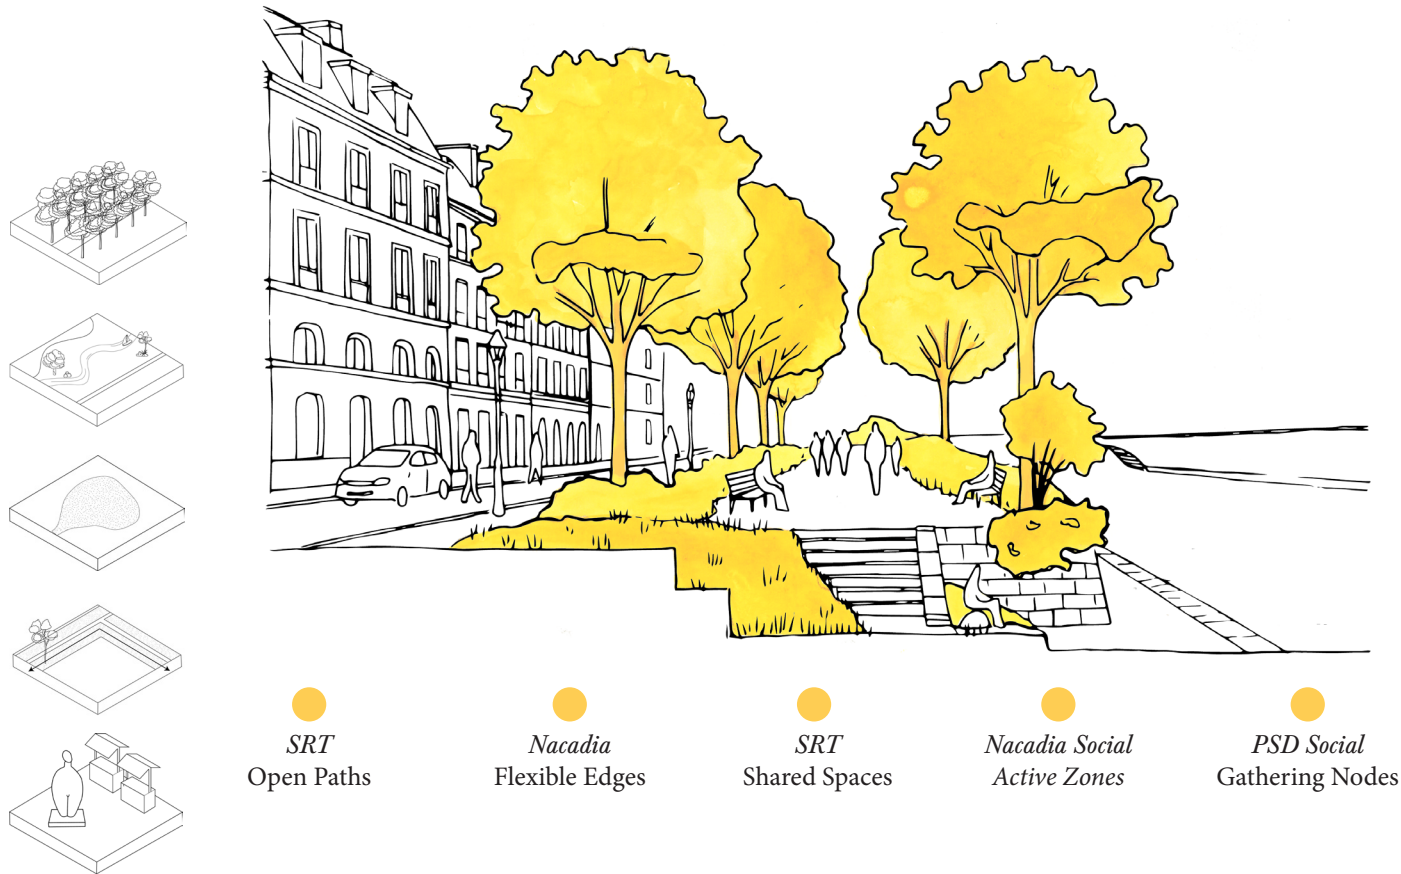 SRT
Open Paths
Nacadia
Flexible Edges
SRT
Shared Spaces
Nacadia Social
Active Zones
PSD Social
Gathering Nodes